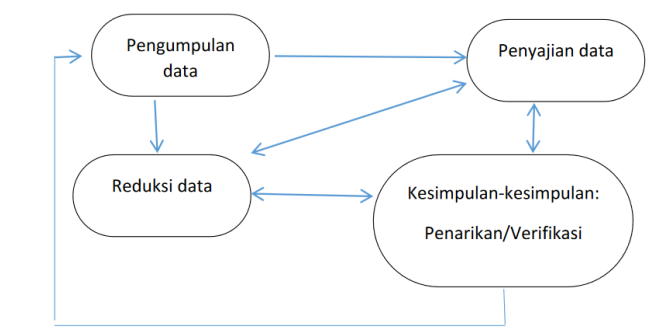 Pengumpulan
data
Penyajian data
Reduksi data
Kesimpulan-kesimpulan:
Penarikan/Verifikasi